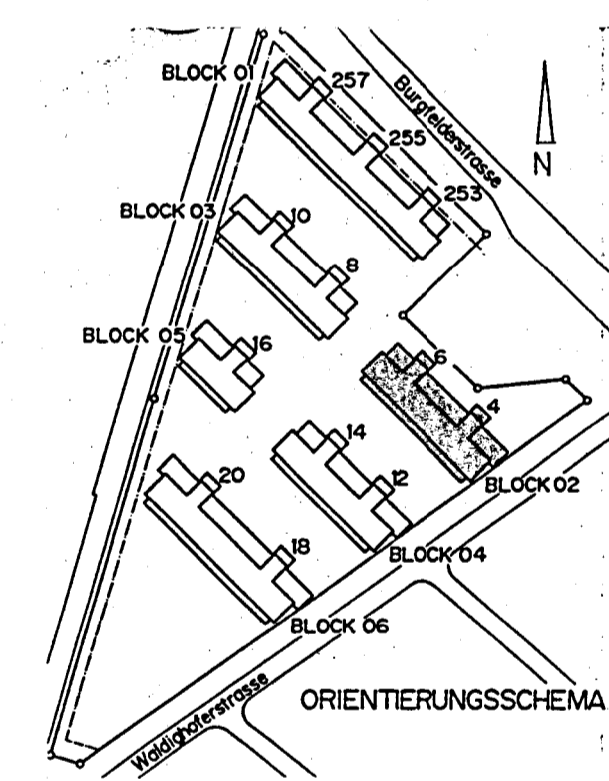 BLOCK 01
257
Burgfelderstrasse
255
N
253
BLOCK 03
10
8
BLOCK 05
16
6
4
14
20
12
BLOCK 02
18
BLOCK 04
BLOCK 06
Waldighoferstrasse
ORIENTIERUNGSSCHEMA